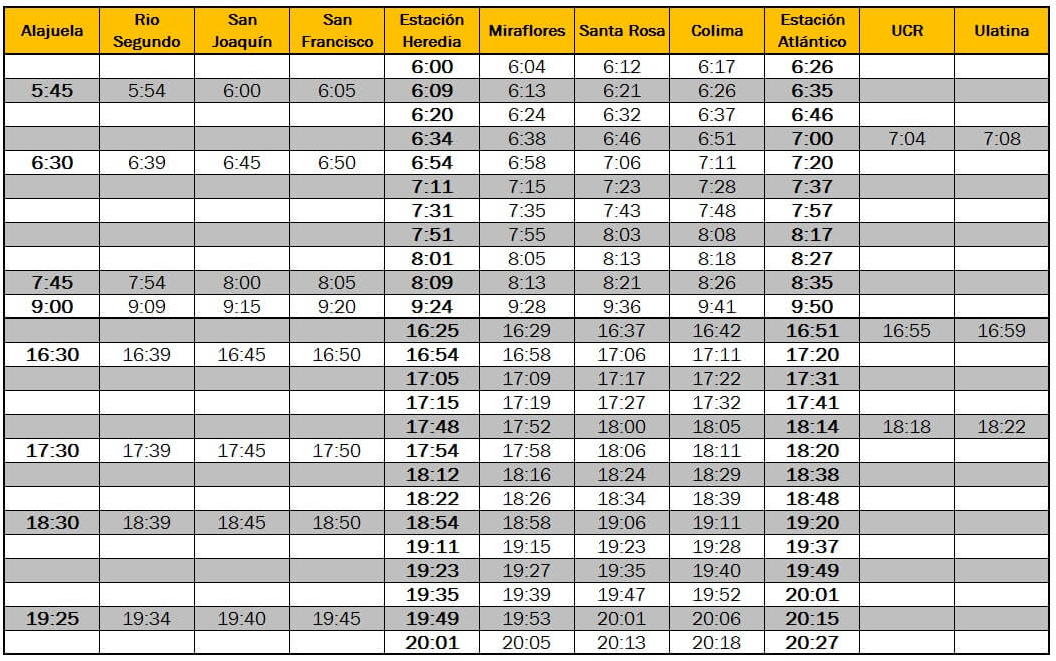 Alajuela Rio Segundo San Joaquín San Francisco Estación Heredia Miraflores Santa Rosa Colima Estación Atlántico UCR Ulatina
6:00 6:04 6:12 6:17 6:26
5:45 5:54 6:00 6:05 6:09 6:13 6:21 6:26 6:35
6:20 6:24 6:32 6:37 6:46
6:34 6:38 6:46 6:51 7:00 7:04 7:08
6:30 6:39 6:45 6:50 6:54 6:58 7:06 7:11 7:20
7:11 7:15 7:23 7:28 7:37
7:31 7:35 7:43 7:48 7:57
7:51 7:55 8:03 8:08 8:17
8:01 8:05 8:13 8:18 8:27
7:45 7:54 8:00 8:05 8:09 8:13 8:21 8:26 8:35
9:00 9:09 9:15 9:20 9:24 9:28 9:36 9:41 9:50
16:25 16:29 16:37 16:42 16:51 16:55 16:59
16:30 16:39 16:45 16:50 16:54 16:58 17:06 17:11 17:20
17:05 17:09 17:17 17:22 17:31
17:15 17:19 17:27 17:32 17:41
17:48 17:52 18:00 18:05 18:14 18:18 18:22
17:30 17:39 17:45 17:50 17:54 17:58 18:06 18:11 18:20
18:12 18:16 18:24 18:29 18:38
18:22 18:26 18:34 18:39 18:48
18:30 18:39 18:45 18:50 18:54 18:58 19:06 19:11 19:20
19:11 19:15 19:23 19:28 19:37
19:23 19:27 19:35 19:40 19:49
19:35 19:39 19:47 19:52 20:01
19:25 19:34 19:40 19:45 19:49 19:53 20:01 20:06 20:15
20:01 20:05 20:13 20:18 20:27